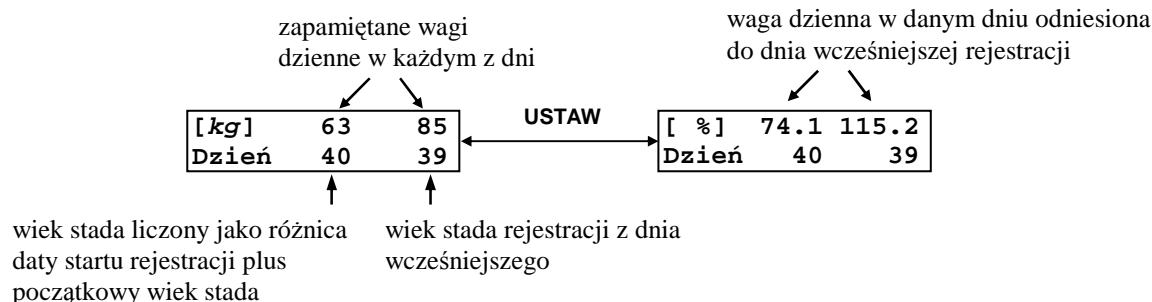 zapamiętane wagi
dzienne w każdym z dni
waga dzienna w danym dniu odniesiona
do dnia wcześniejszej rejestracji
[kg] 63 85
Dzień 40 39
USTAW
[ %] 74.1 115.2
Dzień 40 39
wiek stada liczony jako różnica
daty startu rejestracji plus
początkowy wiek stada
wiek stada rejestracji z dnia
wcześniejszego